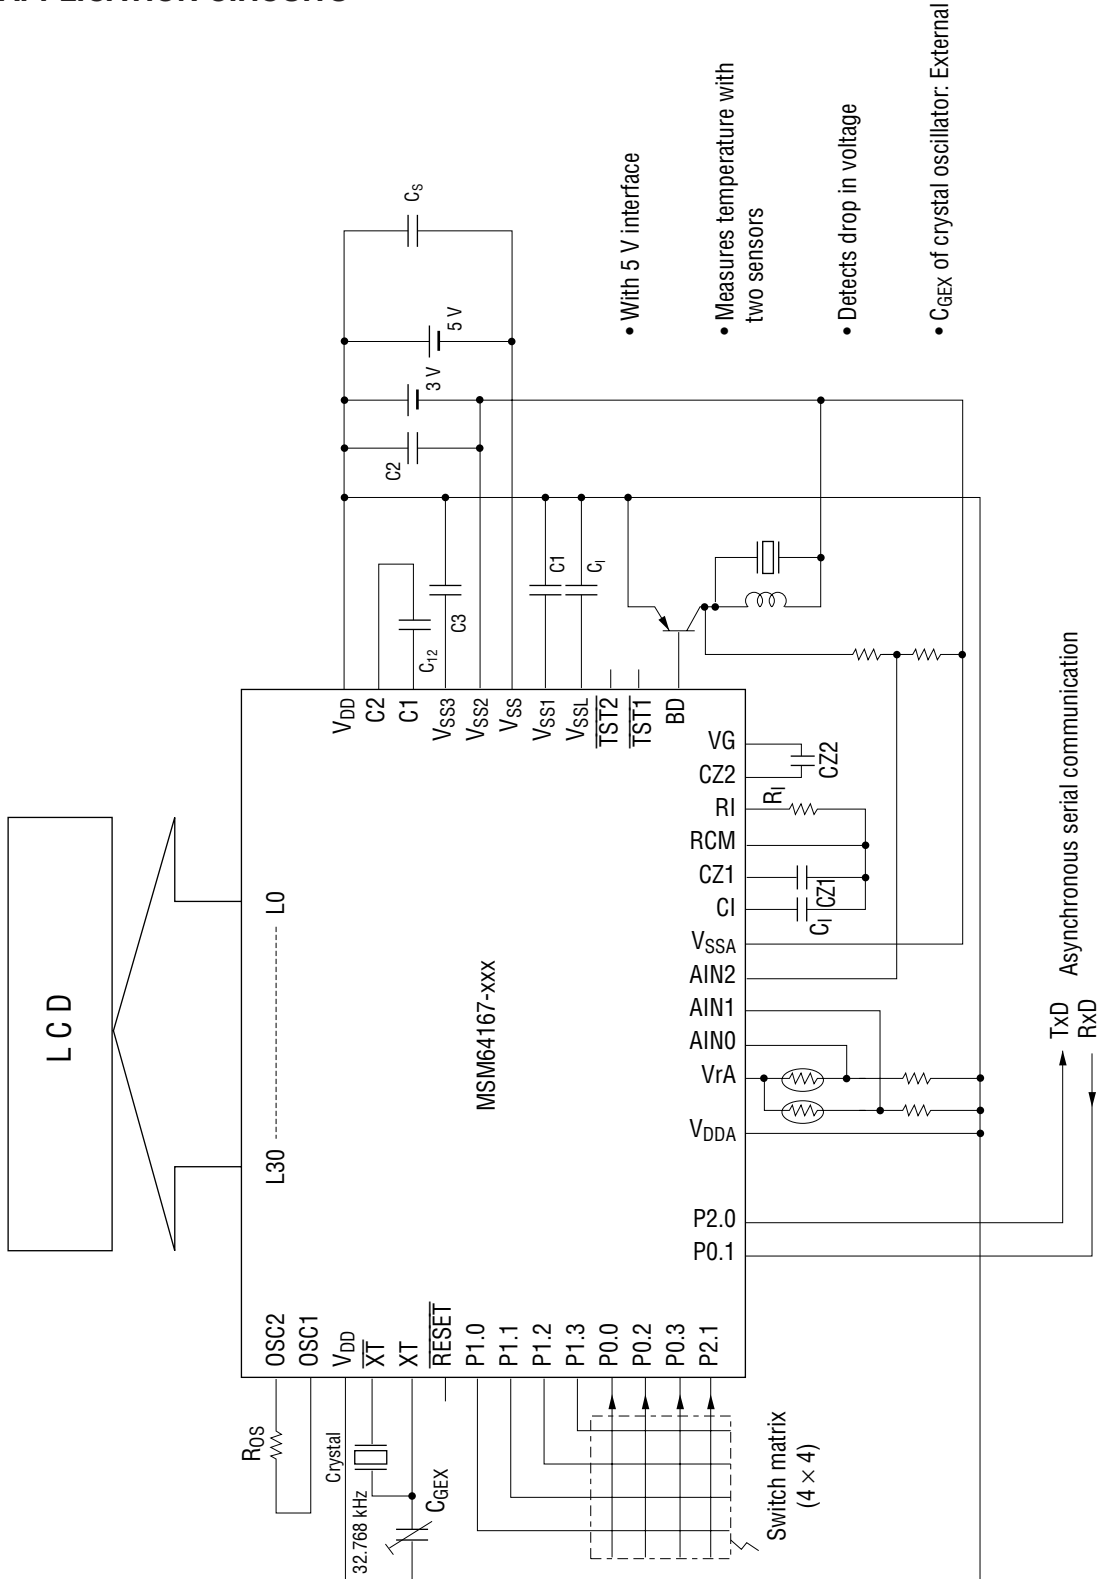 LCD
L0
L30
MSM64167-xxx
OSC2
OSC1
VDD
XT
XT
RESET
P1.0
P1.1
P1.2
P1.3
P0.0
P0.2
P0.3
P2.1
ROS
Crystal
32.768 kHz
CGEX
Switch matrix
(4 × 4)
VDD
C2
C1
VSS3
VSS2
VSS
VSS1
VSSL
TST2
TST1
BD
C12
C3
C1
Cl
C2
3 V
5 V
CS
VG
CZ2
RI
RCM
CZ1
CI
VSSA
AIN2
AIN1
AIN0
VrA
VDDA
P2.0
P0.1
CZ2
RI
CZ1
CI
TxD
RxD
Asynchronous serial communication
• With 5 V interface
• Measures temperature with
two sensors
• Detects drop in voltage
• CGEX of crystal oscillator: External